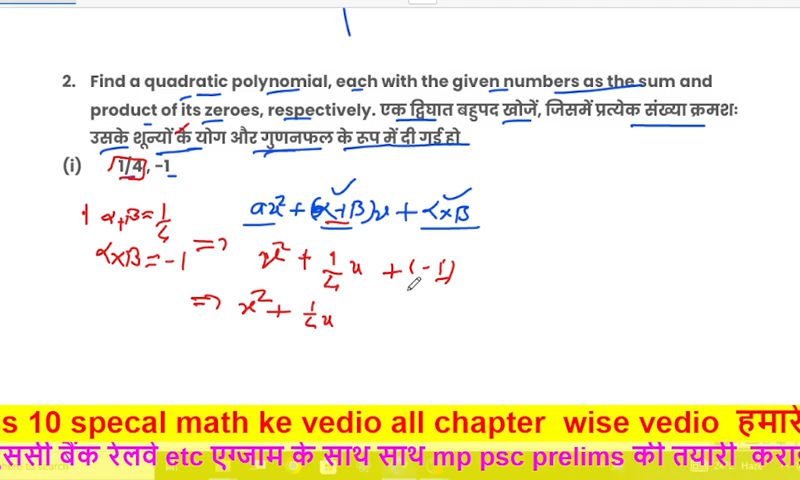 2. Find a quadratic polynomial, each with the given numbers as the sum and
product of its zeroes, respectively. एक द्विघात बहुपद खोजें, जिसमें प्रत्येक संख्या क्रमशः
उसके शून्यों के योग और गुणनफल के रूप में दी गई हो
(i) 1/4, -1
α+β=1/4
ax²+(α+β)x+α×β
α×β=-1 ⇒ x²+1/4x+(-1)
⇒ x²+1/4x
s 10 specal math ke vedio all chapter wise vedio हमारे
ससी बैंक रेलवे etc एग्जाम के साथ साथ mp psc prelims की तयारी करा